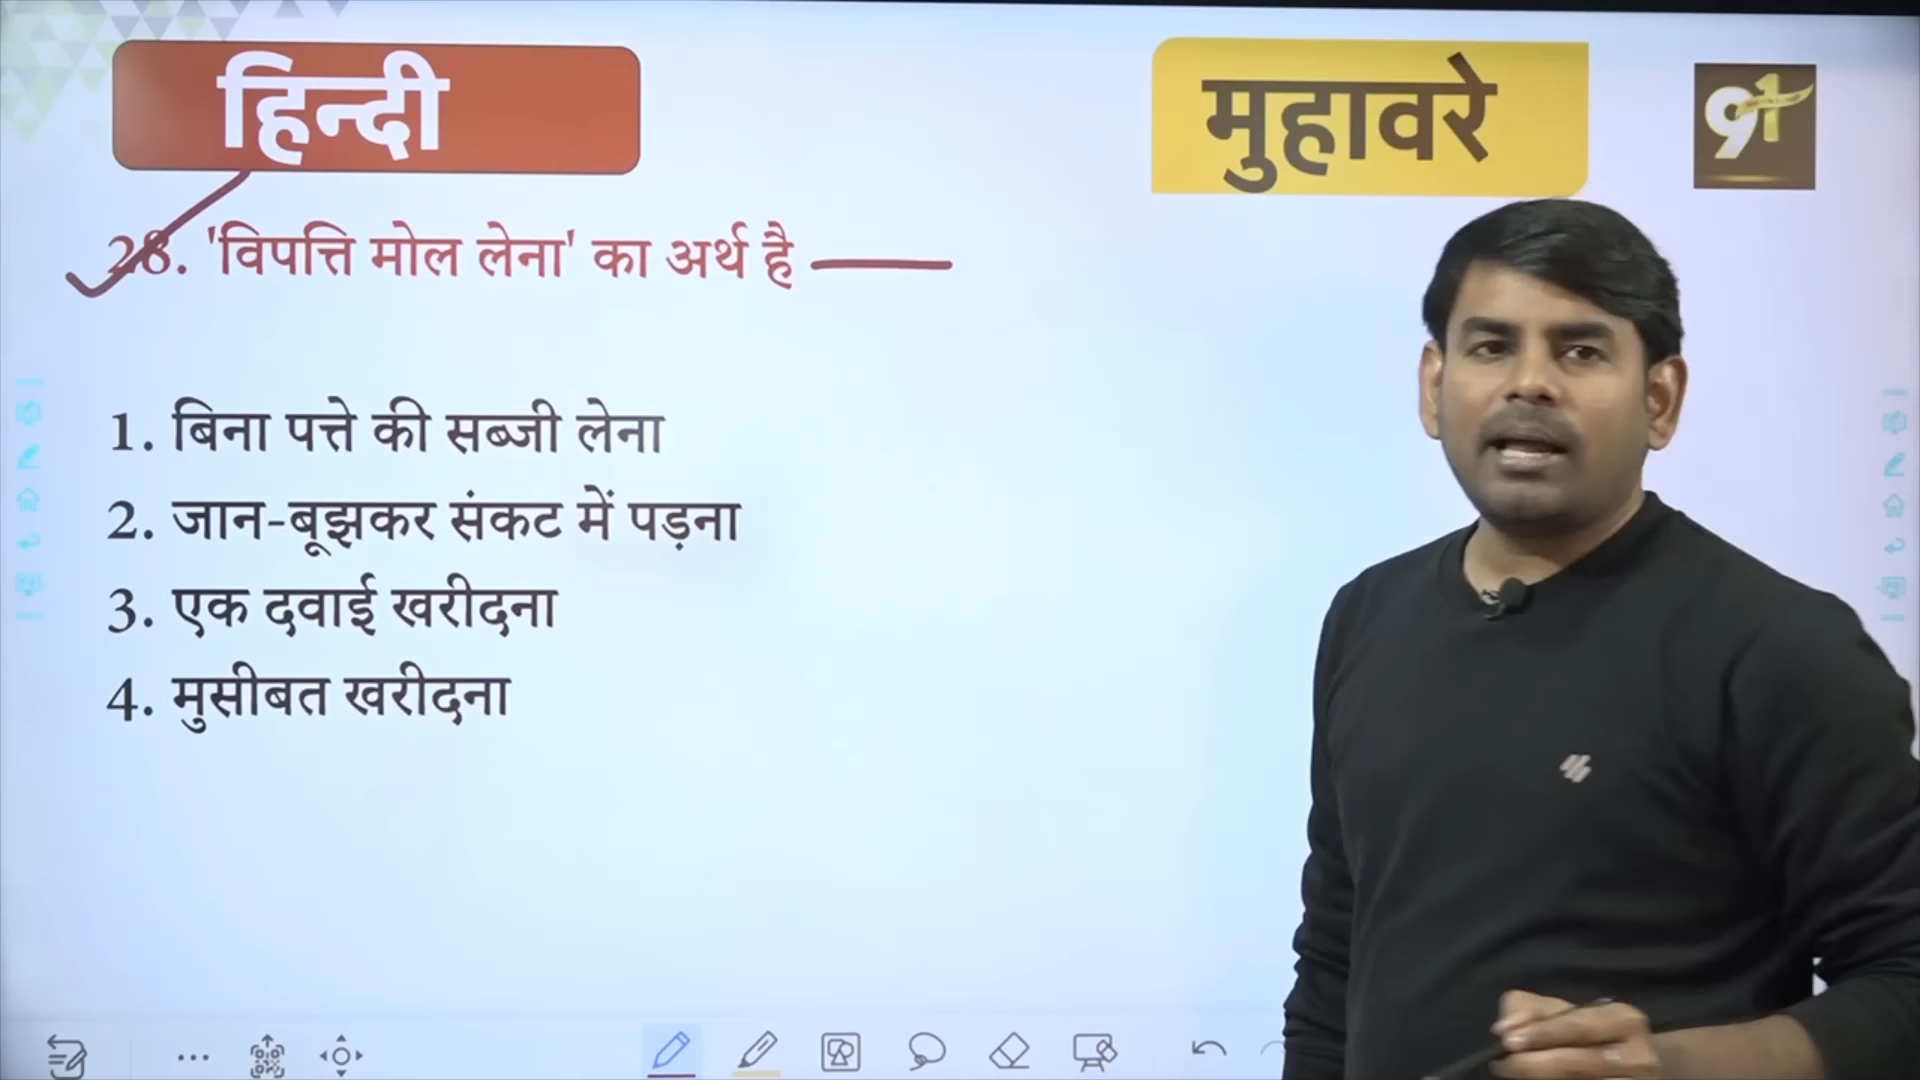 हिन्दी
मुहावरे
91
28. 'विपत्ति मोल लेना' का अर्थ है
1. बिना पत्ते की सब्जी लेना
2. जान-बूझकर संकट में पड़ना
3. एक दवाई खरीदना
4. मुसीबत खरीदना